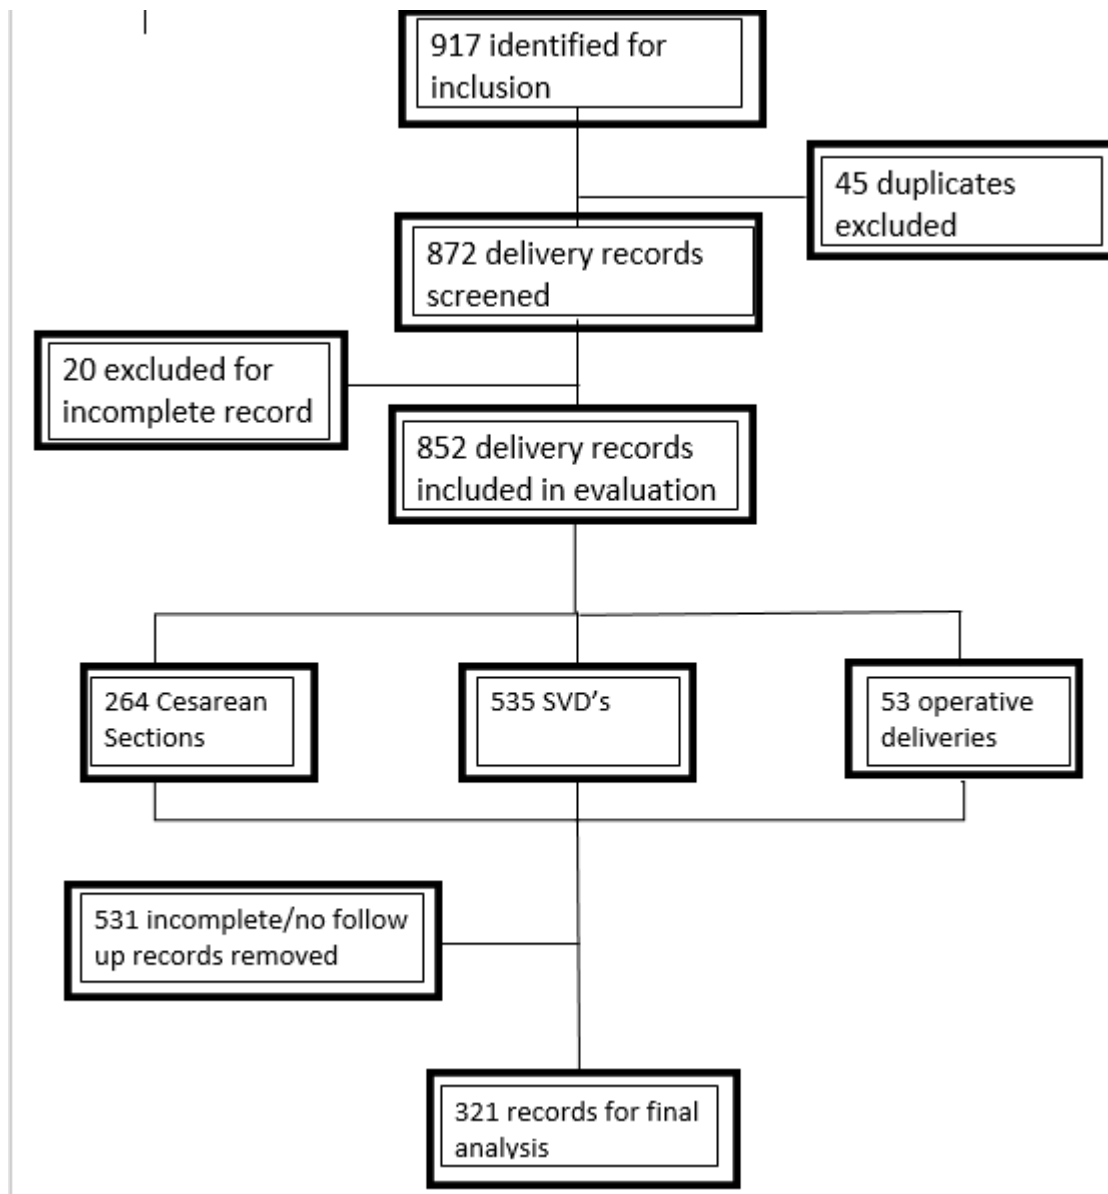 917 identified for
inclusion
45 duplicates
excluded
872 delivery records
screened
20 excluded for
incomplete record
852 delivery records
included in evaluation
264 Cesarean
Sections
535 SVD's
53 operative
deliveries
531 incomplete/no follow
up records removed
321 records for final
analysis